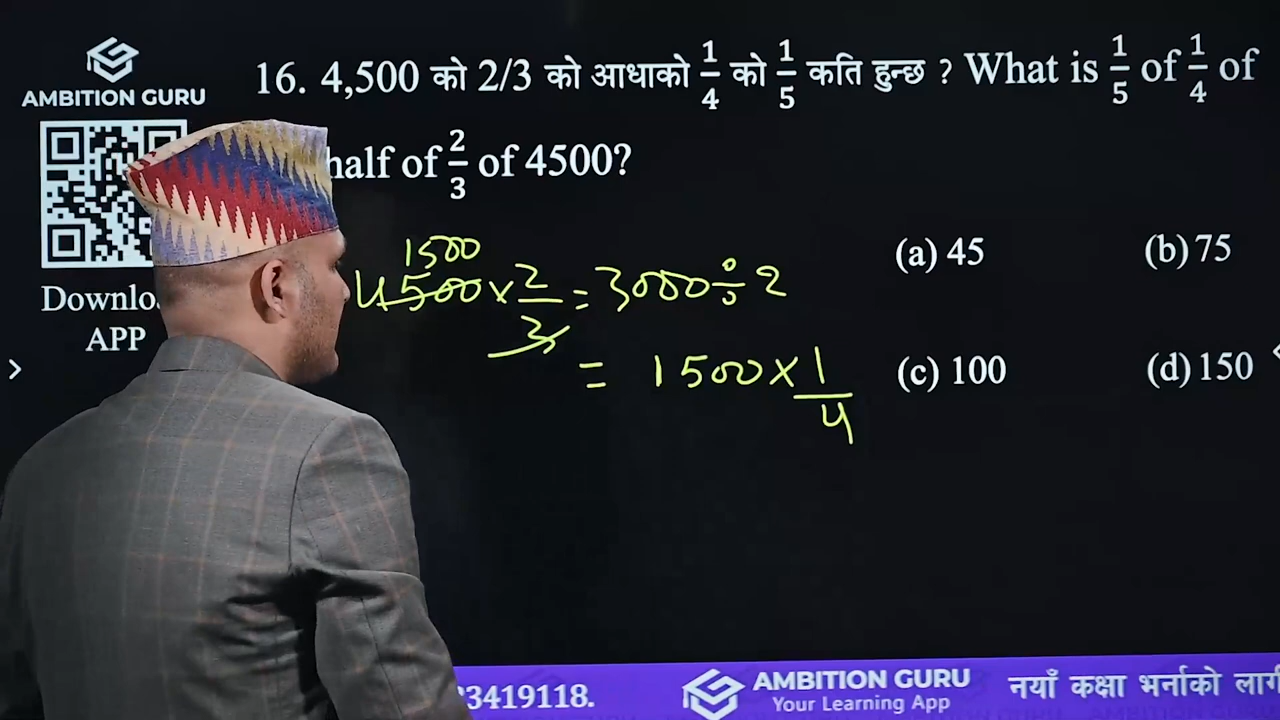 AMBITION GURU
16. 4,500 को 2/3 को आधाको 1/4 को 1/5 कति हुन्छ ? What is 1/5 of 1/4 of
half of 2/3 of 4500?
1500
4500 × 2/3 = 3000 ÷ 2
= 1500 × 1/4
(a) 45
(b) 75
(c) 100
(d) 150
APP
23419118.
AMBITION GURU
Your Learning App
नयाँ कक्षा भर्नाको